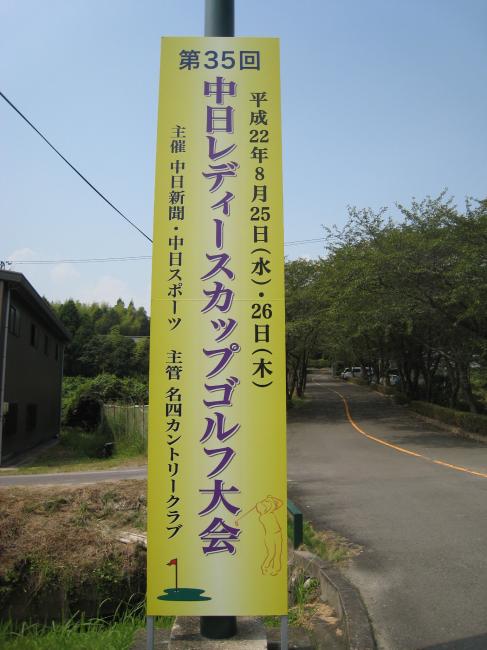 第35回
平成22年8月25日(水)・26日(木)
中日レディースカップゴルフ大会
主催 中日新聞・中日スポーツ 主管 名四カントリークラブ